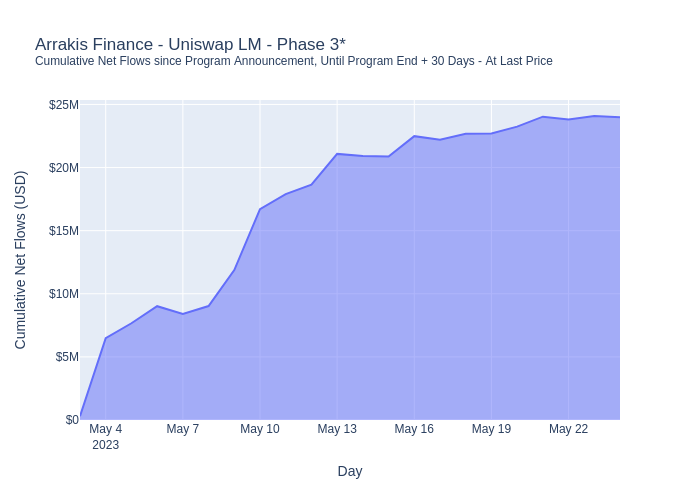 Arrakis Finance - Uniswap LM - Phase 3*
Cumulative Net Flows since Program Announcement, Until Program End + 30 Days - At Last Price
Cumulative Net Flows (USD)
$25M
$20M
$15M
$10M
$5M
$0
May 4
2023
May 7
May 10
May 13
May 16
May 19
May 22
Day